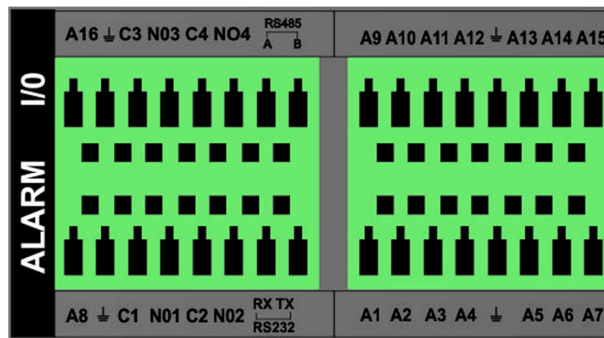 ALARM I/0
A16 ⏚ C3 N03 C4 NO4 RS485 A B
A9 A10 A11 A12 ⏚ A13 A14 A15
A8 ⏚ C1 N01 C2 N02 RX TX RS232
A1 A2 A3 A4 ⏚ A5 A6 A7